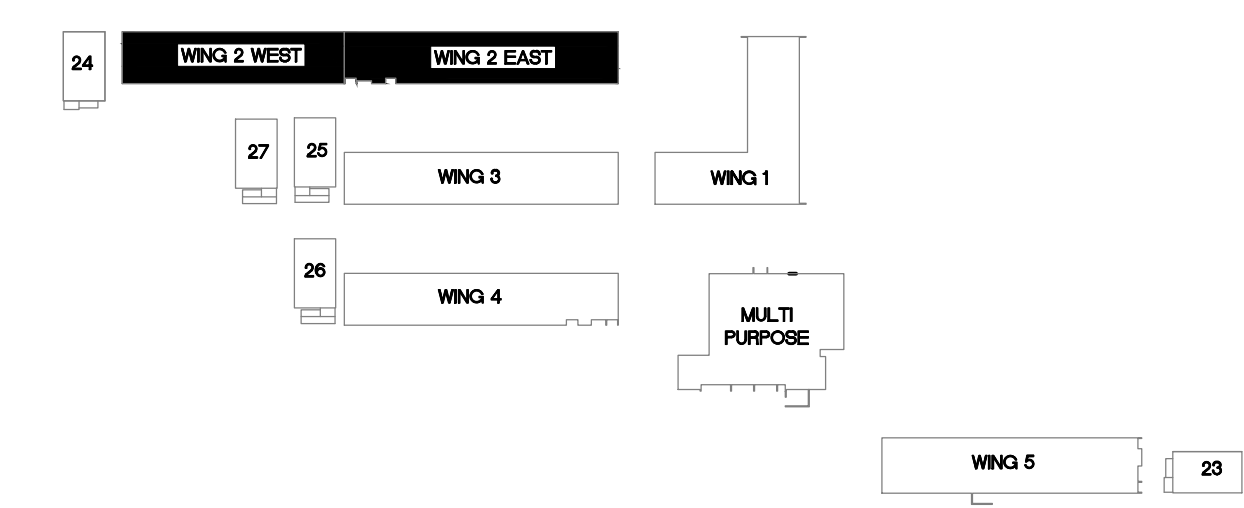 24
WING 2 WEST
WING 2 EAST
27
25
WING 3
WING 1
26
WING 4
MULTI
PURPOSE
WING 5
23